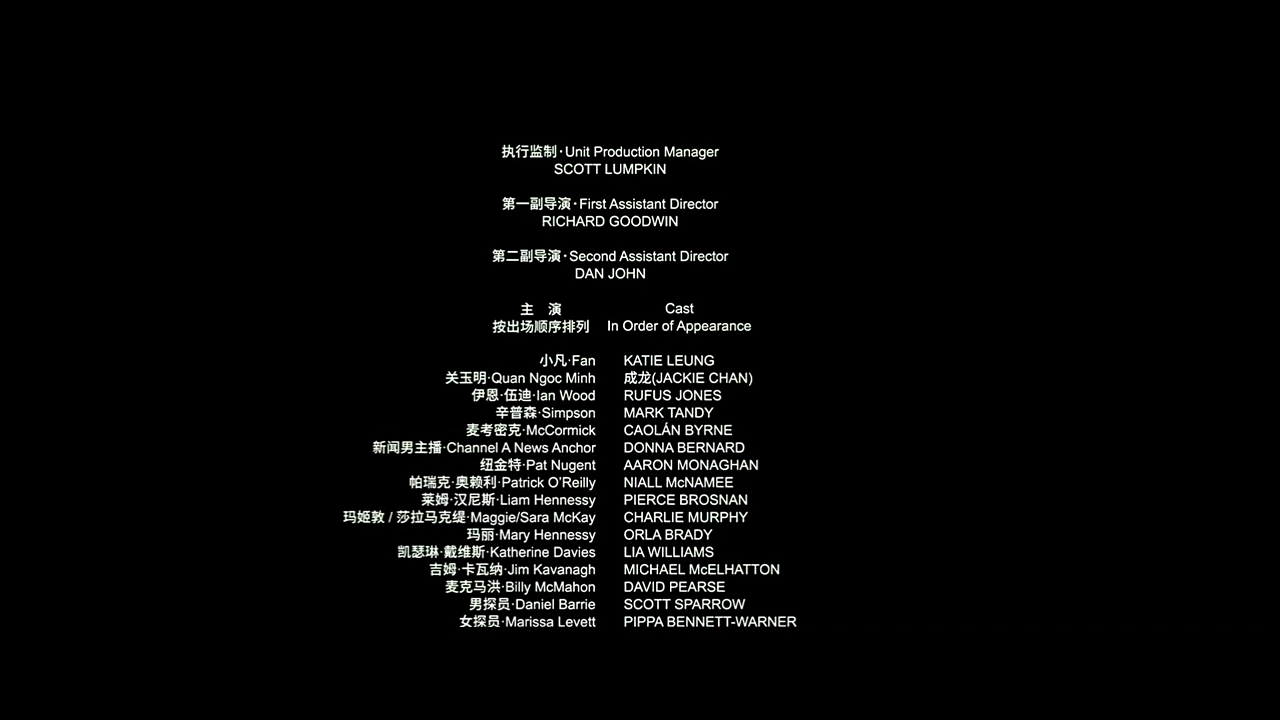 执行监制·Unit Production Manager
SCOTT LUMPKIN
第一副导演·First Assistant Director
RICHARD GOODWIN
第二副导演·Second Assistant Director
DAN JOHN
主 演 Cast
按出场顺序排列 In Order of Appearance
小凡·Fan KATIE LEUNG
关玉明·Quan Ngoc Minh 成龙(JACKIE CHAN)
伊恩·伍迪·Ian Wood RUFUS JONES
辛普森·Simpson MARK TANDY
麦考密克·McCormick CAOLÁN BYRNE
新闻男主播·Channel A News Anchor DONNA BERNARD
纽金特·Pat Nugent AARON MONAGHAN
帕瑞克·奥赖利·Patrick O'Reilly NIALL McNAMEE
莱姆·汉尼斯·Liam Hennessy PIERCE BROSNAN
玛姬敦 / 莎拉马克缇·Maggie/Sara McKay CHARLIE MURPHY
玛丽·Mary Hennessy ORLA BRADY
凯瑟琳·戴维斯·Katherine Davies LIA WILLIAMS
吉姆·卡瓦纳·Jim Kavanagh MICHAEL McELHATTON
麦克马洪·Billy McMahon DAVID PEARSE
男探员·Daniel Barrie SCOTT SPARROW
女探员·Marissa Levett PIPPA BENNETT-WARNER